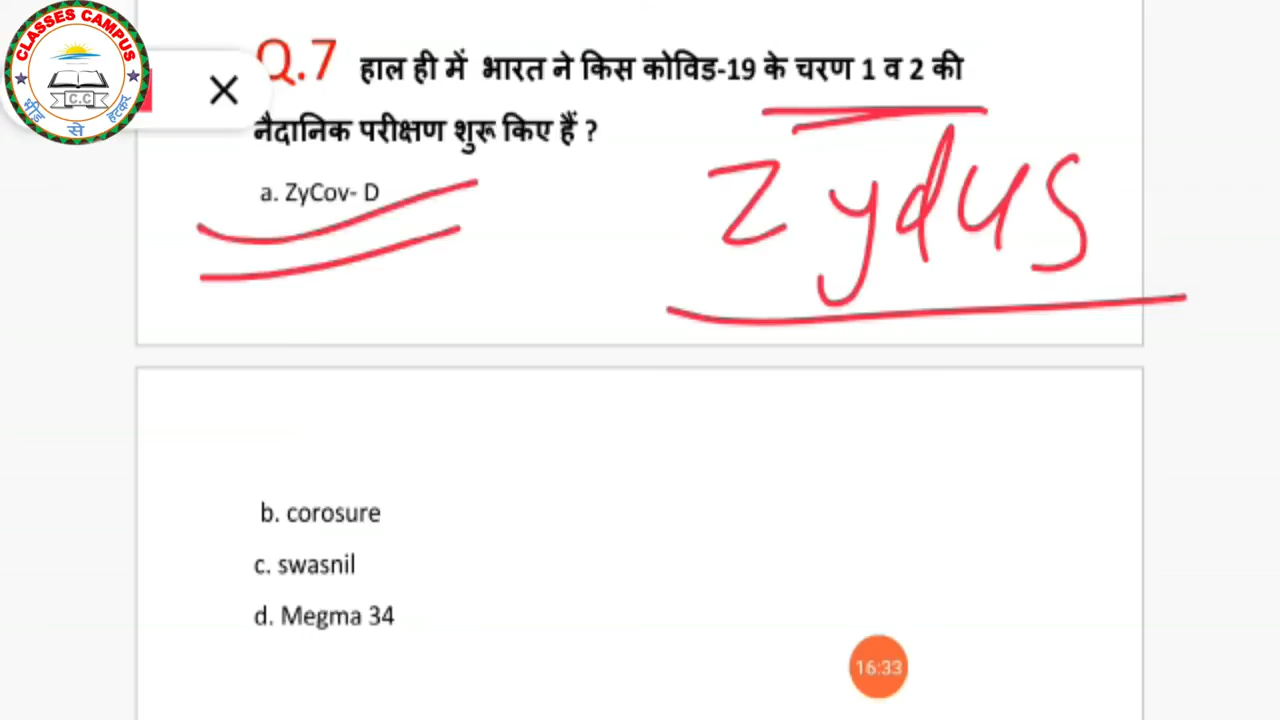 CLASSES CAMPUS
C.C
भीड़ से हटकर
Q.7 हाल ही में भारत ने किस कोविड-19 के चरण 1 व 2 की
नैदानिक परीक्षण शुरू किए हैं ?
a. ZyCov- D
Zydus
b. corosure
c. swasnil
d. Megma 34
16:33